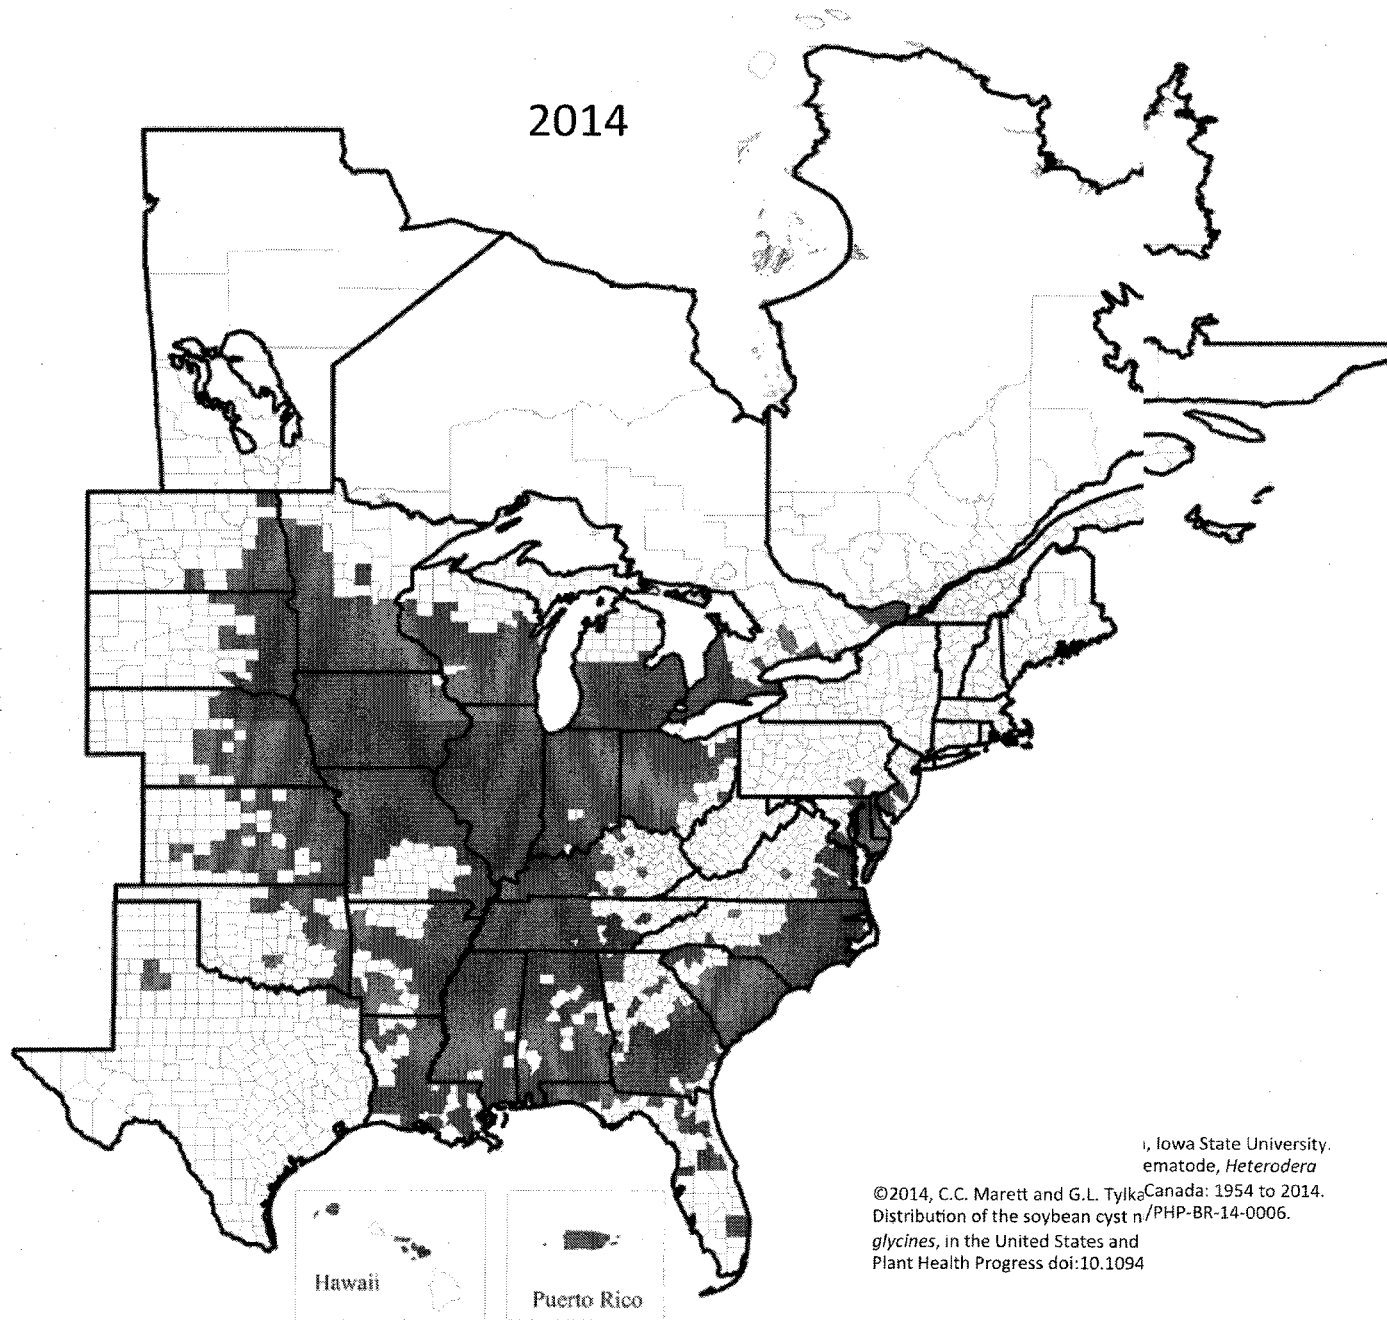 2014
ı, Iowa State University.
ematode, Heterodera
©2014, C.C. Marett and G.L. Tylka Canada: 1954 to 2014.
Distribution of the soybean cyst n /PHP-BR-14-0006.
glycines, in the United States and
Plant Health Progress doi:10.1094
Hawaii
Puerto Rico